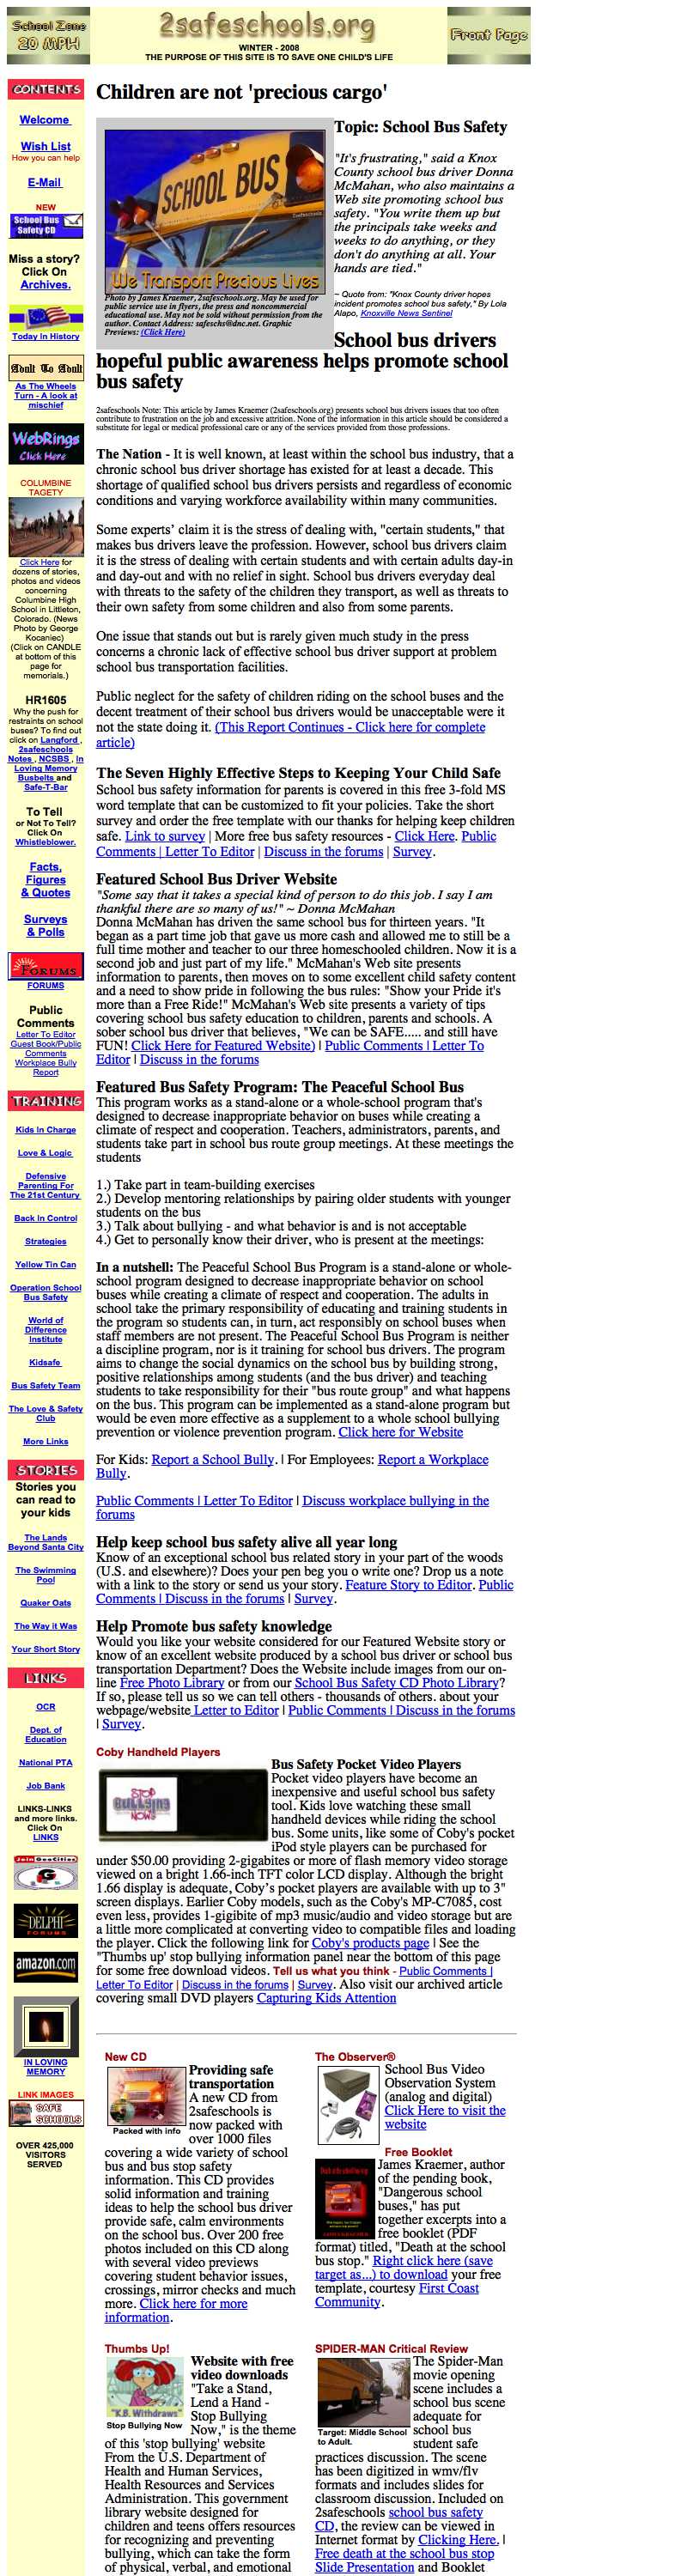 School Zone
20 MPH
2safeschools.org
WINTER - 2008
THE PURPOSE OF THIS SITE IS TO SAVE ONE CHILD'S LIFE
Front Page
CONTENTS
Welcome
Wish List
How you can help
E-Mail
NEW
School Bus
Safety CD
Miss a story?
Click On
Archives.
Today In History
Adult To Adult
As The Wheels
Turn - A look at
mischief
WebRings
Click Here
COLUMBINE
TAGETY
Click Here for
dozens of stories,
photos and videos
concerning
Columbine High
School in Littleton,
Colorado. (News
Photo by George
Kocaniec)
(Click on CANDLE
at bottom of this
page for
memorials.)
HR1605
Why the push for
restraints on school
buses? To find out
click on Langford ,
2safeschools
Notes , NCSBS , In
Loving Memory
Busbelts and
Safe-T-Bar
To Tell
or Not To Tell?
Click On
Whistleblower.
Facts,
Figures
& Quotes
Surveys
& Polls
FORUMS
FORUMS
Public
Comments
Letter To Editor
Guest Book/Public
Comments
Workplace Bully
Report
TRAINING
Kids In Charge
Love & Logic
Defensive
Parenting For
The 21st Century
Back In Control
Strategies
Yellow Tin Can
Operation School
Bus Safety
World of
Difference
Institute
Kidsafe
Bus Safety Team
The Love & Safety
Club
More Links
STORIES
Stories you
can read to
your kids
The Lands
Beyond Santa City
The Swimming
Pool
Quaker Oats
The Way it Was
Your Short Story
LINKS
OCR
Dept. of
Education
National PTA
Job Bank
LINKS-LINKS
and more links.
Click On
LINKS
Join GeoCities
DELPHI
FORUMS
amazon.com
IN LOVING
MEMORY
LINK IMAGES
SAFE
SCHOOLS
OVER 425,000
VISITORS
SERVED
Children are not 'precious cargo'
SCHOOL BUS
We Transport Precious Lives
Photo by James Kraemer, 2safeschools.org. May be used for
public service use in flyers, the press and noncommercial
educational use. May not be sold without permission from the
author. Contact Address: safeschs@dnc.net. Graphic
Previews: (Click Here)
Topic: School Bus Safety
"It's frustrating," said a Knox
County school bus driver Donna
McMahan, who also maintains a
Web site promoting school bus
safety. "You write them up but
the principals take weeks and
weeks to do anything, or they
don't do anything at all. Your
hands are tied."
~ Quote from: "Knox County driver hopes
incident promotes school bus safety," By Lola
Alapo, Knoxville News Sentinel
School bus drivers
hopeful public awareness helps promote school
bus safety
2safeschools Note: This article by James Kraemer (2safeschools.org) presents school bus drivers issues that too often
contribute to frustration on the job and excessive attrition. None of the information in this article should be considered a
substitute for legal or medical professional care or any of the services provided from those professions.
The Nation - It is well known, at least within the school bus industry, that a
chronic school bus driver shortage has existed for at least a decade. This
shortage of qualified school bus drivers persists and regardless of economic
conditions and varying workforce availability within many communities.
Some experts' claim it is the stress of dealing with, "certain students," that
makes bus drivers leave the profession. However, school bus drivers claim
it is the stress of dealing with certain students and with certain adults day-in
and day-out and with no relief in sight. School bus drivers everyday deal
with threats to the safety of the children they transport, as well as threats to
their own safety from some children and also from some parents.
One issue that stands out but is rarely given much study in the press
concerns a chronic lack of effective school bus driver support at problem
school bus transportation facilities.
Public neglect for the safety of children riding on the school buses and the
decent treatment of their school bus drivers would be unacceptable were it
not the state doing it. (This Report Continues - Click here for complete
article)
The Seven Highly Effective Steps to Keeping Your Child Safe
School bus safety information for parents is covered in this free 3-fold MS
word template that can be customized to fit your policies. Take the short
survey and order the free template with our thanks for helping keep children
safe. Link to survey | More free bus safety resources - Click Here. Public
Comments | Letter To Editor | Discuss in the forums | Survey.
Featured School Bus Driver Website
"Some say that it takes a special kind of person to do this job. I say I am
thankful there are so many of us!" ~ Donna McMahan
Donna McMahan has driven the same school bus for thirteen years. "It
began as a part time job that gave us more cash and allowed me to still be a
full time mother and teacher to our three homeschooled children. Now it is a
second job and just part of my life." McMahan's Web site presents
information to parents, then moves on to some excellent child safety content
and a need to show pride in following the bus rules: "Show your Pride it's
more than a Free Ride!" McMahan's Web site presents a variety of tips
covering school bus safety education to children, parents and schools. A
sober school bus driver that believes, "We can be SAFE..... and still have
FUN! Click Here for Featured Website) | Public Comments | Letter To
Editor | Discuss in the forums
Featured Bus Safety Program: The Peaceful School Bus
This program works as a stand-alone or a whole-school program that's
designed to decrease inappropriate behavior on buses while creating a
climate of respect and cooperation. Teachers, administrators, parents, and
students take part in school bus route group meetings. At these meetings the
students
1.) Take part in team-building exercises
2.) Develop mentoring relationships by pairing older students with younger
students on the bus
3.) Talk about bullying - and what behavior is and is not acceptable
4.) Get to personally know their driver, who is present at the meetings:
In a nutshell: The Peaceful School Bus Program is a stand-alone or whole-
school program designed to decrease inappropriate behavior on school
buses while creating a climate of respect and cooperation. The adults in
school take the primary responsibility of educating and training students in
the program so students can, in turn, act responsibly on school buses when
staff members are not present. The Peaceful School Bus Program is neither
a discipline program, nor is it training for school bus drivers. The program
aims to change the social dynamics on the school bus by building strong,
positive relationships among students (and the bus driver) and teaching
students to take responsibility for their "bus route group" and what happens
on the bus. This program can be implemented as a stand-alone program but
would be even more effective as a supplement to a whole school bullying
prevention or violence prevention program. Click here for Website
For Kids: Report a School Bully. | For Employees: Report a Workplace
Bully.
Public Comments | Letter To Editor | Discuss workplace bullying in the
forums
Help keep school bus safety alive all year long
Know of an exceptional school bus related story in your part of the woods
(U.S. and elsewhere)? Does your pen beg you o write one? Drop us a note
with a link to the story or send us your story. Feature Story to Editor. Public
Comments | Discuss in the forums | Survey.
Help Promote bus safety knowledge
Would you like your website considered for our Featured Website story or
know of an excellent website produced by a school bus driver or school bus
transportation Department? Does the Website include images from our on-
line Free Photo Library or from our School Bus Safety CD Photo Library?
If so, please tell us so we can tell others - thousands of others. about your
webpage/website Letter to Editor | Public Comments | Discuss in the forums
| Survey.
Coby Handheld Players
STOP
BULLYING
NOW!
Bus Safety Pocket Video Players
Pocket video players have become an
inexpensive and useful school bus safety
tool. Kids love watching these small
handheld devices while riding the school
bus. Some units, like some of Coby's pocket
iPod style players can be purchased for
under $50.00 providing 2-gigabites or more of flash memory video storage
viewed on a bright 1.66-inch TFT color LCD display. Although the bright
1.66 display is adequate, Coby's pocket players are available with up to 3"
screen displays. Earlier Coby models, such as the Coby's MP-C7085, cost
even less, provides 1-gigibit of mp3 music/audio and video storage but are
a little more complicated at converting video to compatible files and loading
the player. Click the following link for Coby's products page | See the
"Thumbs up' stop bullying information panel near the bottom of this page
for some free download videos. Tell us what you think - Public Comments |
Letter To Editor | Discuss in the forums | Survey. Also visit our archived article
covering small DVD players Capturing Kids Attention
New CD
Packed with info
Providing safe
transportation
A new CD from
2safeschools is
now packed with
over 1000 files
covering a wide variety of school
bus and bus stop safety
information. This CD provides
solid information and training
ideas to help the school bus driver
provide safe, calm environments
on the school bus. Over 200 free
photos included on this CD along
with several video previews
covering student behavior issues,
crossings, mirror checks and much
more. Click here for more
information.
The Observer®
School Bus Video
Observation System
(analog and digital)
Click Here to visit the
website
Free Booklet
James Kraemer, author
of the pending book,
"Dangerous school
buses," has put
together excerpts into a
free booklet (PDF
format) titled, "Death at the school
bus stop." Right click here (save
target as...) to download your free
template, courtesy First Coast
Community.
Thumbs Up!
"K.B. Withdraws"
Stop Bullying Now
Website with free
video downloads
"Take a Stand,
Lend a Hand -
Stop Bullying
Now," is the theme
of this 'stop bullying' website
From the U.S. Department of
Health and Human Services,
Health Resources and Services
Administration. This government
library website designed for
children and teens offers resources
for recognizing and preventing
bullying, which can take the form
of physical, verbal, and emotional
SPIDER-MAN Critical Review
Target: Middle School
to Adult.
The Spider-Man
movie opening
scene includes a
school bus scene
adequate for
school bus
student safe
practices discussion. The scene
has been digitized in wmv/flv
formats and includes slides for
classroom discussion. Included on
2safeschools school bus safety
CD, the review can be viewed in
Internet format by Clicking Here. |
Free death at the school bus stop
Slide Presentation and Booklet